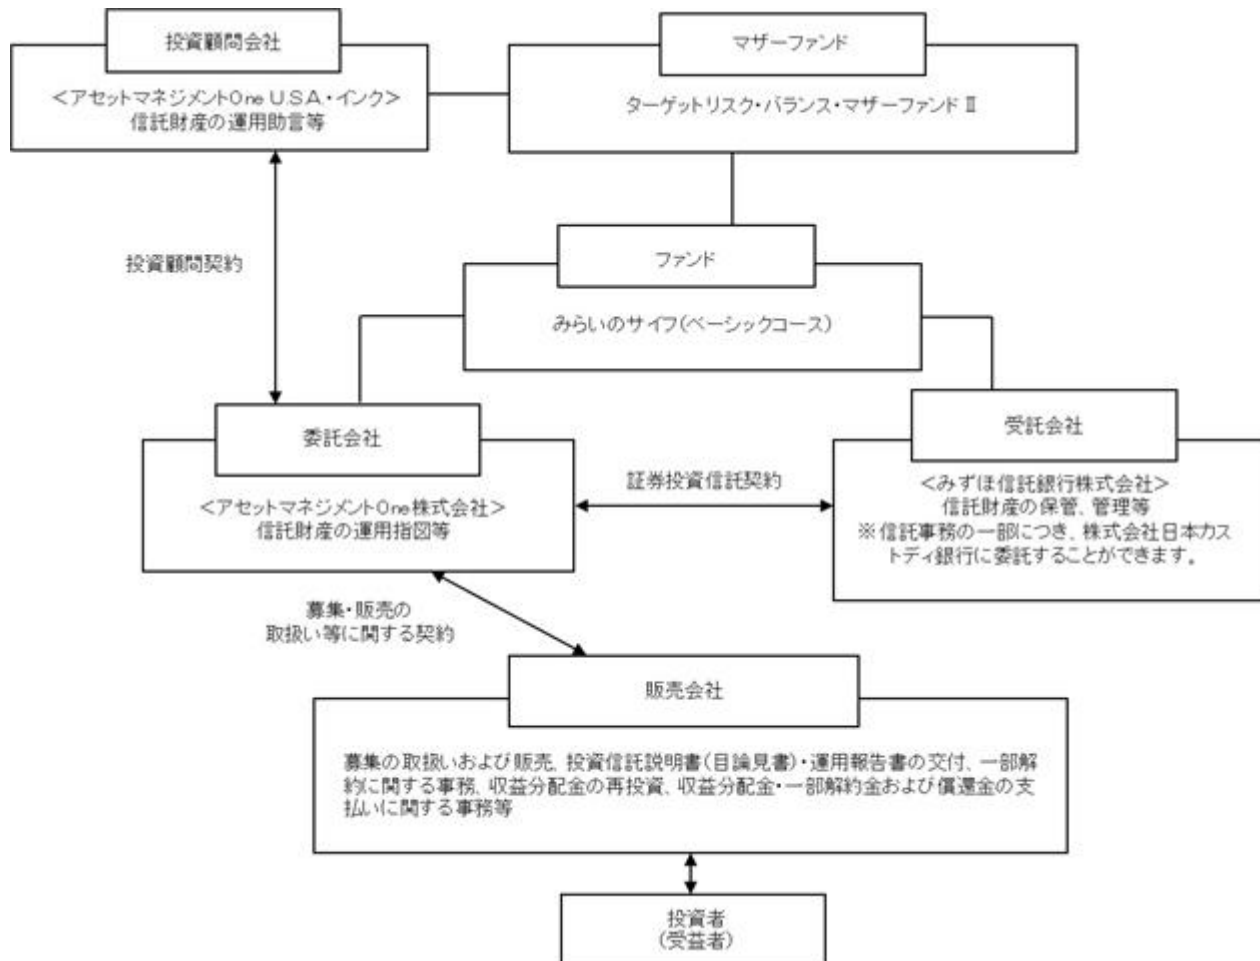 投資顧問会社
＜アセットマネジメントOne U.S.A.・インク＞
信託財産の運用助言等
マザーファンド
ターゲットリスク・バランス・マザーファンドⅡ
投資顧問契約
ファンド
みらいのサイフ(ベーシックコース)
委託会社
＜アセットマネジメントOne株式会社＞
信託財産の運用指図等
証券投資信託契約
受託会社
＜みずほ信託銀行株式会社＞
信託財産の保管、管理等
※信託事務の一部につき、株式会社日本カス
トディ銀行に委託することができます。
募集・販売の
取扱い等に関する契約
販売会社
募集の取扱いおよび販売、投資信託説明書(目論見書)・運用報告書の交付、一部解
約に関する事務、収益分配金の再投資、収益分配金・一部解約金および償還金の支
払いに関する事務等
投資者
(受益者)